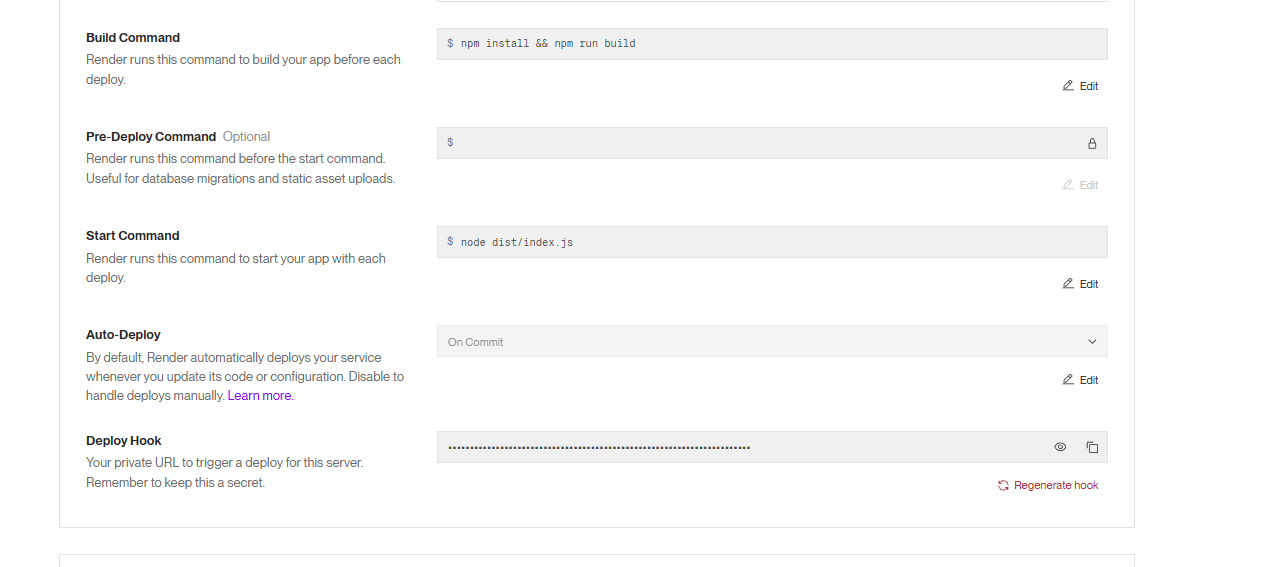 Build Command
Render runs this command to build your app before each
deploy.
$ npm install && npm run build
Edit
Pre-Deploy Command Optional
Render runs this command before the start command.
Useful for database migrations and static asset uploads.
$
Edit
Start Command
Render runs this command to start your app with each
deploy.
$ node dist/index.js
Edit
Auto-Deploy
By default, Render automatically deploys your service
whenever you update its code or configuration. Disable to
handle deploys manually. Learn more.
On Commit
Edit
Deploy Hook
Your private URL to trigger a deploy for this server.
Remember to keep this a secret.
Regenerate hook